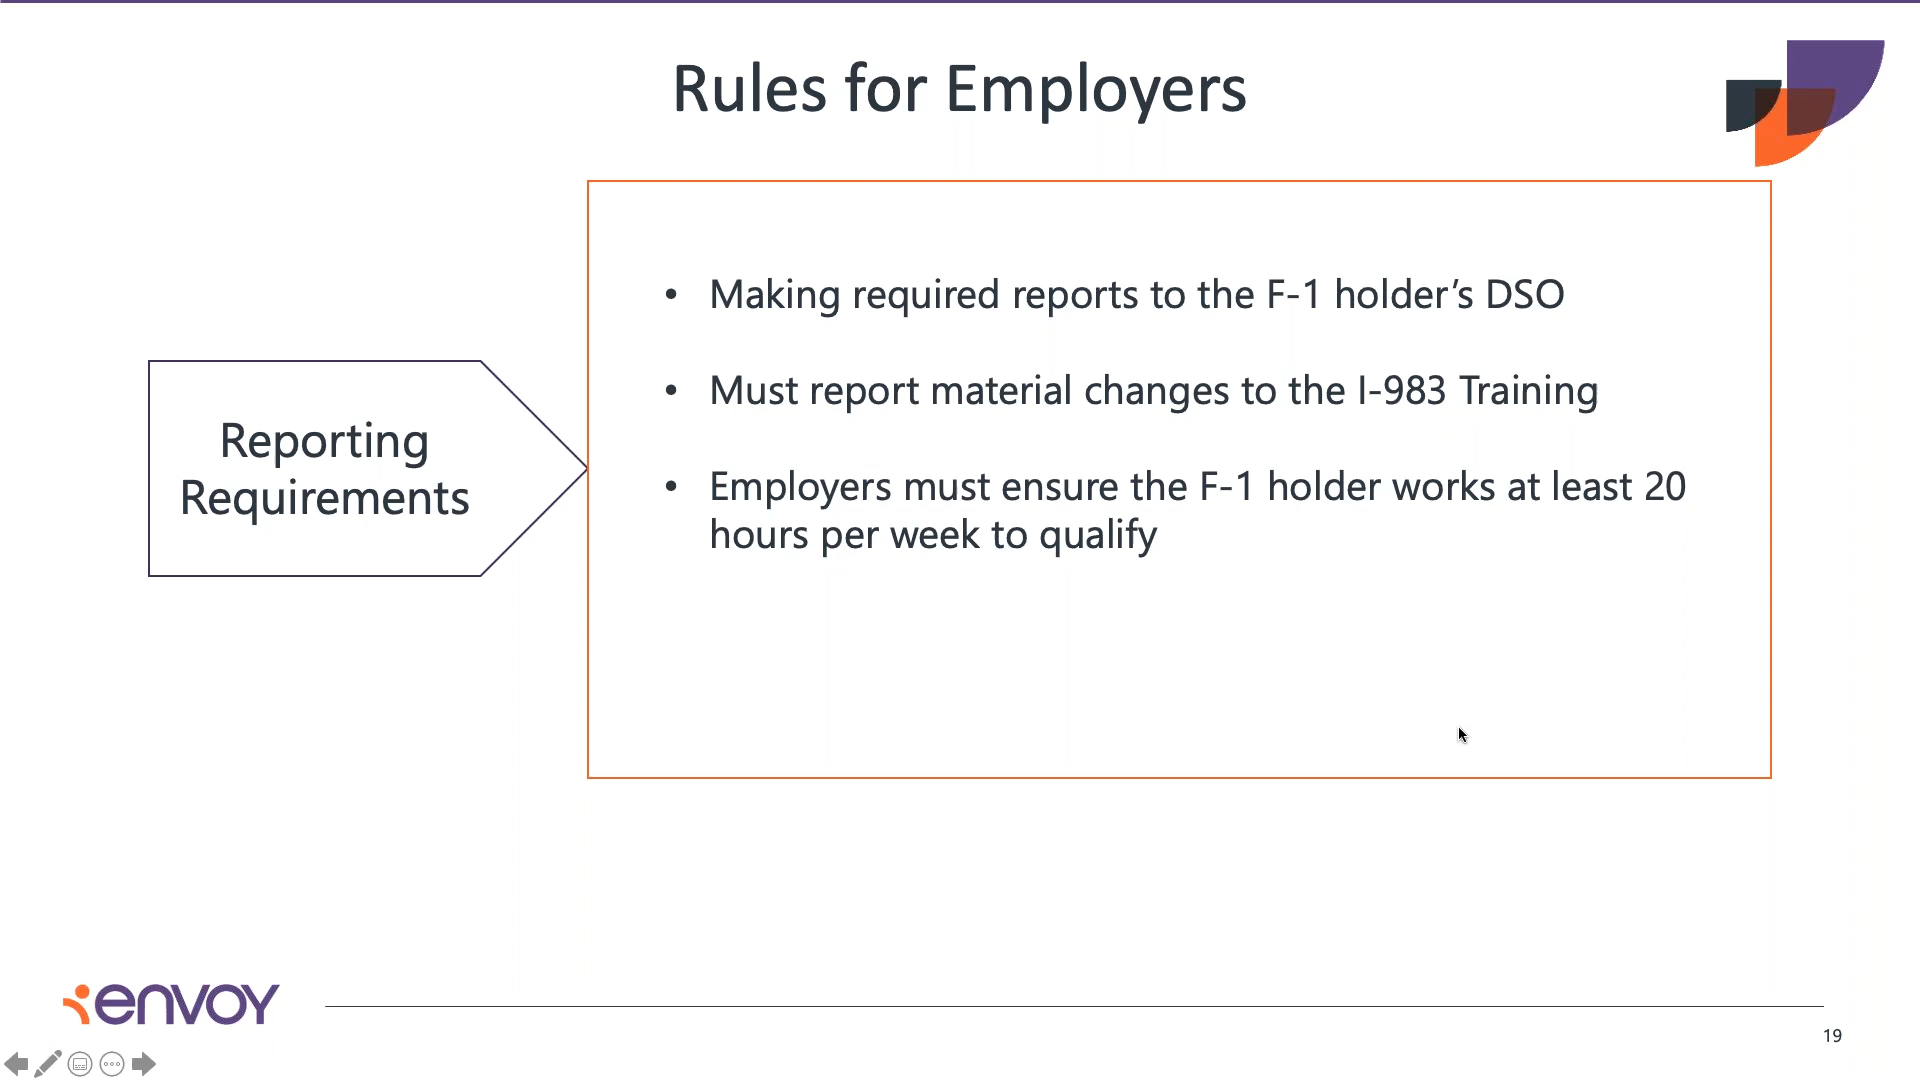 Rules for Employers
Reporting
Requirements
• Making required reports to the F-1 holder’s DSO
• Must report material changes to the I-983 Training
• Employers must ensure the F-1 holder works at least 20
hours per week to qualify
envoy
19